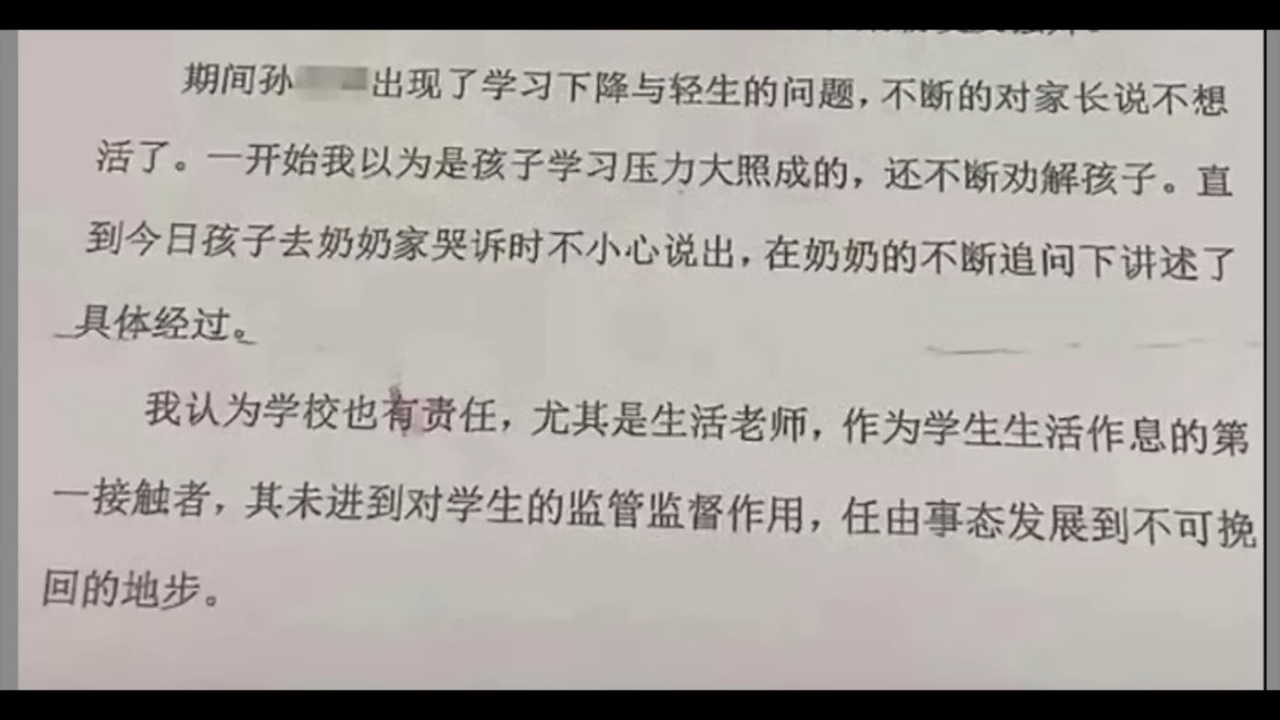 期间孙出现了学习下降与轻生的问题，不断的对家长说不想
活了。一开始我以为是孩子学习压力大照成的，还不断劝解孩子。直
到今日孩子去奶奶家哭诉时不小心说出，在奶奶的不断追问下讲述了
具体经过。
我认为学校也有责任，尤其是生活老师，作为学生生活作息的第
一接触者，其未进到对学生的监管监督作用，任由事态发展到不可挽
回的地步。